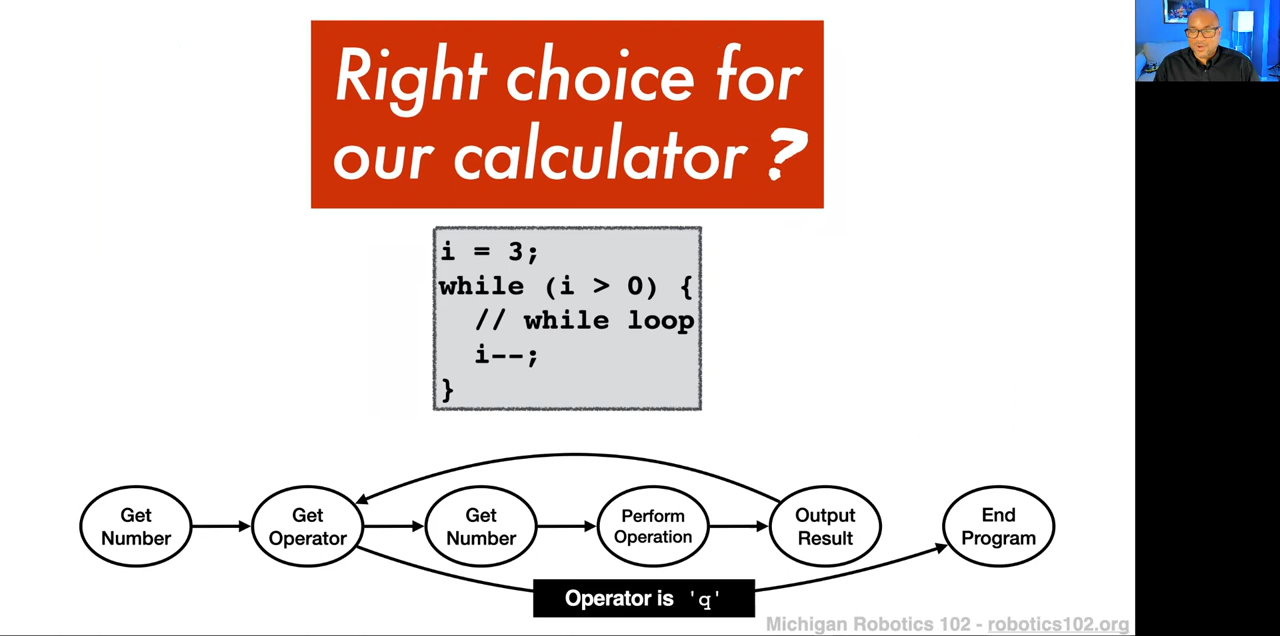 Right choice for
our calculator ?
i = 3;
while (i > 0) {
// while loop
i--;
}
Get
Number
Get
Operator
Get
Number
Perform
Operation
Output
Result
End
Program
Operator is 'q'
Michigan Robotics 102 - robotics102.org